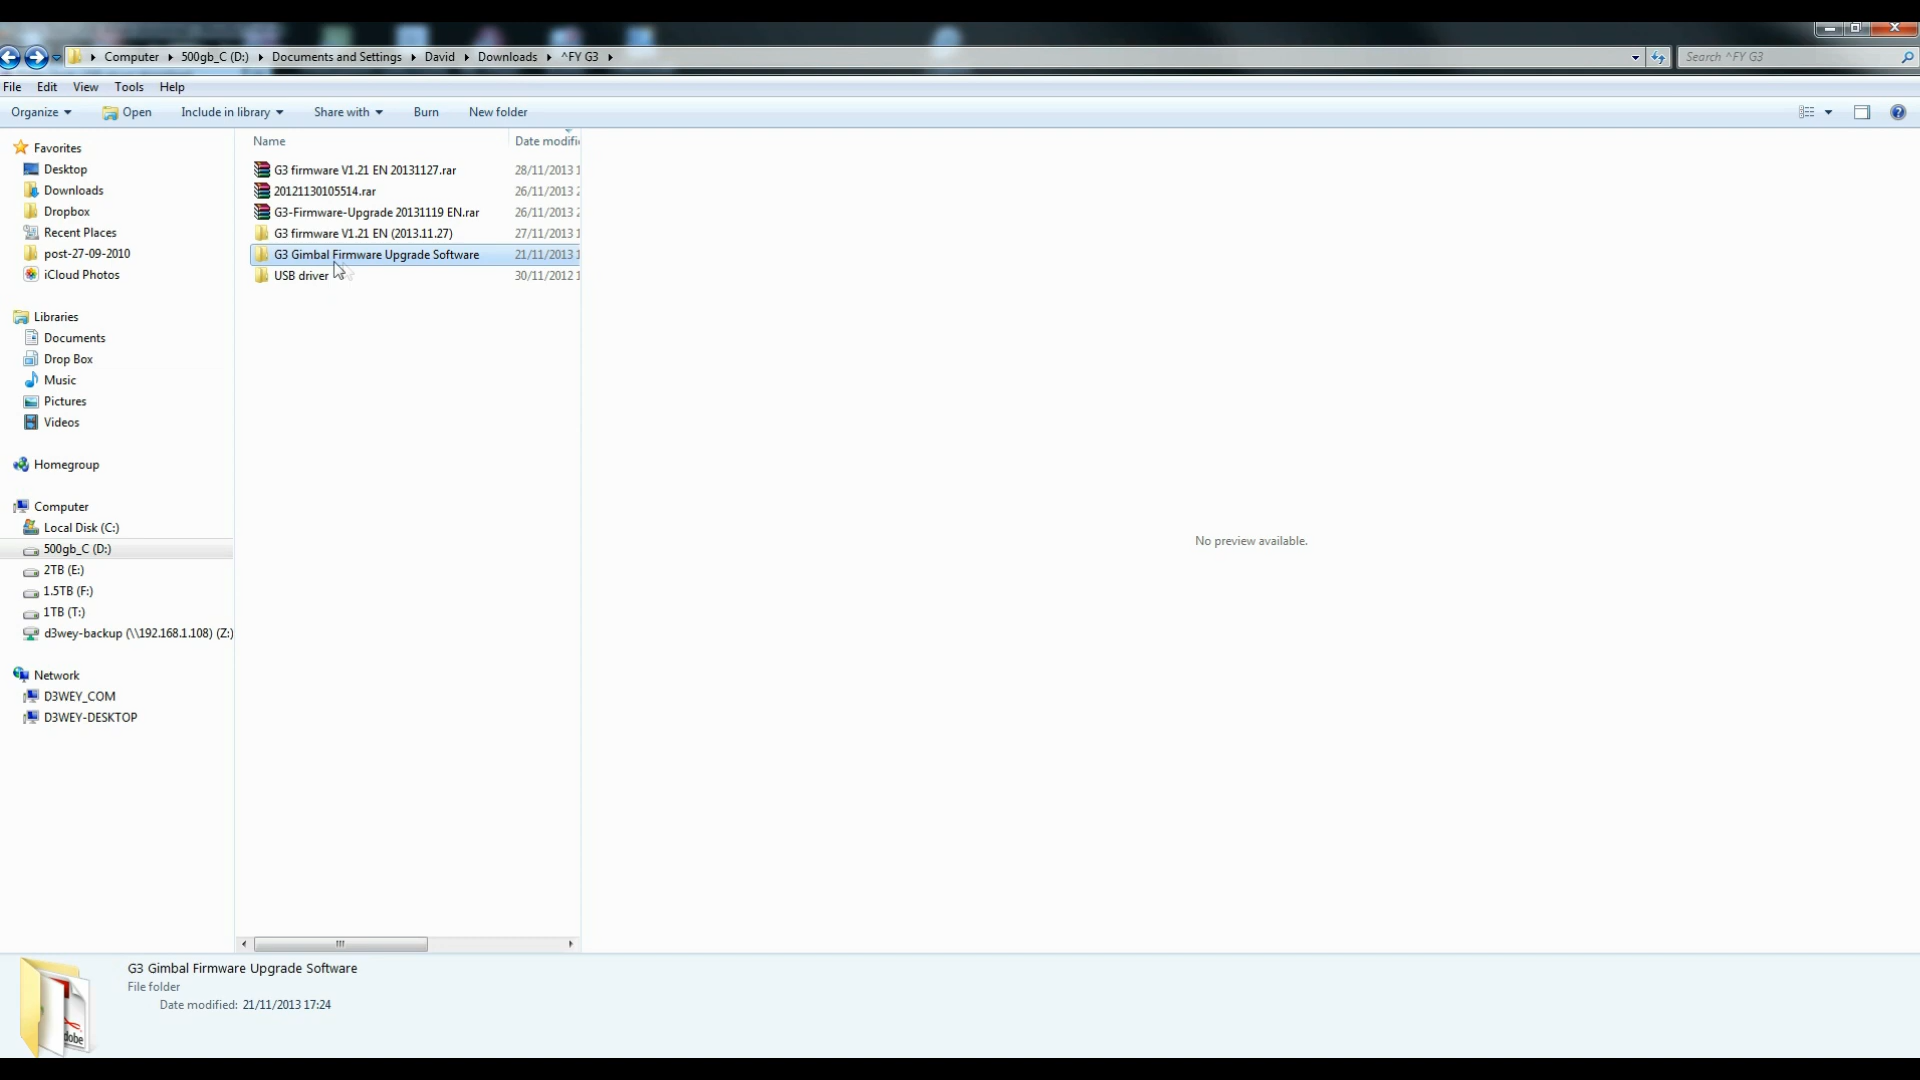 Computer 500gb_C (D:) Documents and Settings David Downloads ^FY G3
Search ^FY G3
File Edit View Tools Help
Organize Open Include in library Share with Burn New folder
Favorites
Desktop
Downloads
Dropbox
Recent Places
post-27-09-2010
iCloud Photos
Libraries
Documents
Drop Box
Music
Pictures
Videos
Homegroup
Computer
Local Disk (C:)
500gb_C (D:)
2TB (E:)
1.5TB (F:)
1TB (T:)
d3wey-backup (\\192.168.1.108) (Z:)
Network
D3WEY_COM
D3WEY-DESKTOP
Name Date modifi
G3 firmware V1.21 EN 20131127.rar 28/11/2013 1
20121130105514.rar 26/11/2013 2
G3-Firmware-Upgrade 20131119 EN.rar 26/11/2013 2
G3 firmware V1.21 EN (2013.11.27) 27/11/2013 1
G3 Gimbal Firmware Upgrade Software 21/11/2013 1
USB driver 30/11/2012 1
No preview available.
G3 Gimbal Firmware Upgrade Software
File folder
Date modified: 21/11/2013 17:24